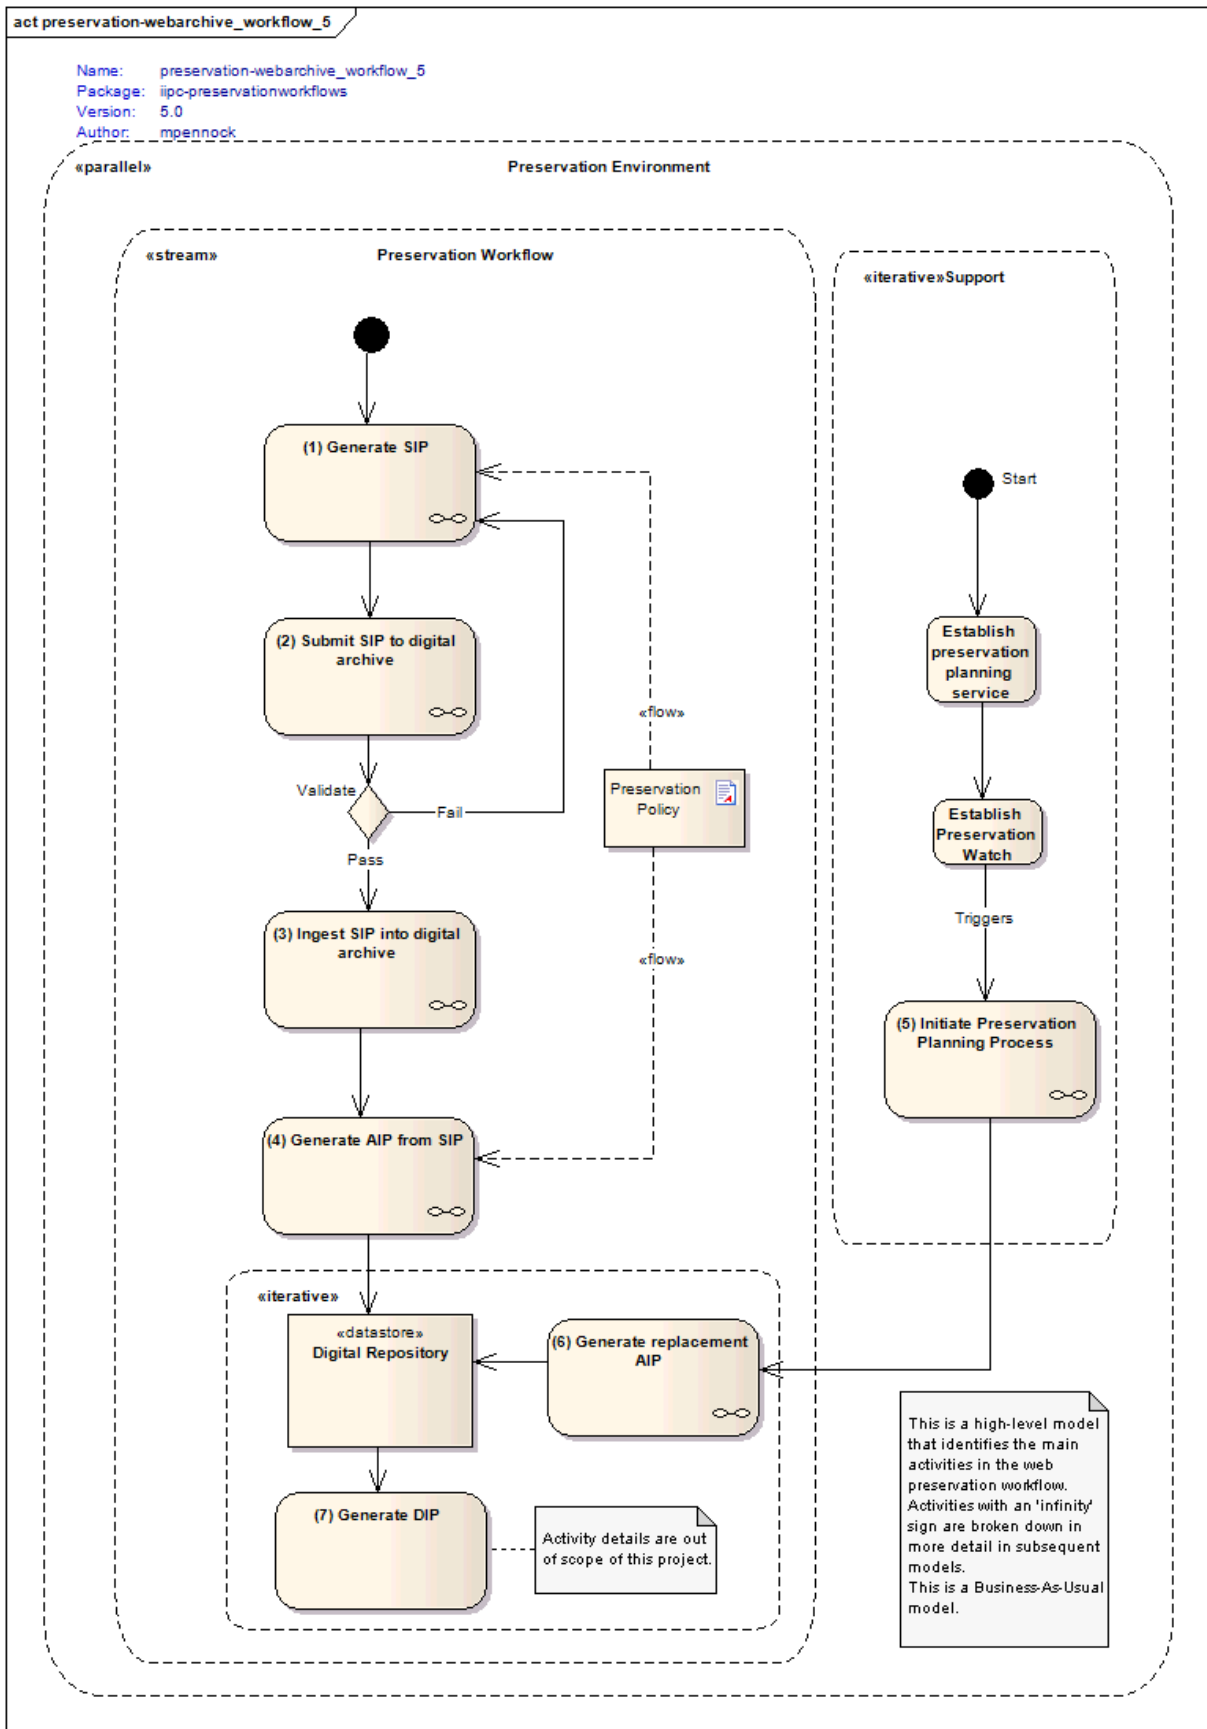 act preservation-webarchive_workflow_5
Name: preservation-webarchive_workflow_5
Package: iipc-preservationworkflows
Version: 5.0
Author: mpennock
«parallel»
Preservation Environment
«stream»
Preservation Workflow
«iterative»Support
(1) Generate SIP
Start
(2) Submit SIP to digital
archive
Establish
preservation
planning
service
«flow»
Validate
Fail
Pass
Preservation
Policy
Establish
Preservation
Watch
Triggers
(3) Ingest SIP into digital
archive
«flow»
(5) Initiate Preservation
Planning Process
(4) Generate AIP from SIP
«iterative»
«datastore»
Digital Repository
(6) Generate replacement
AIP
(7) Generate DIP
Activity details are out
of scope of this project.
This is a high-level model
that identifies the main
activities in the web
preservation workflow.
Activities with an 'infinity'
sign are broken down in
more detail in subsequent
models.
This is a Business-As-Usual
model.